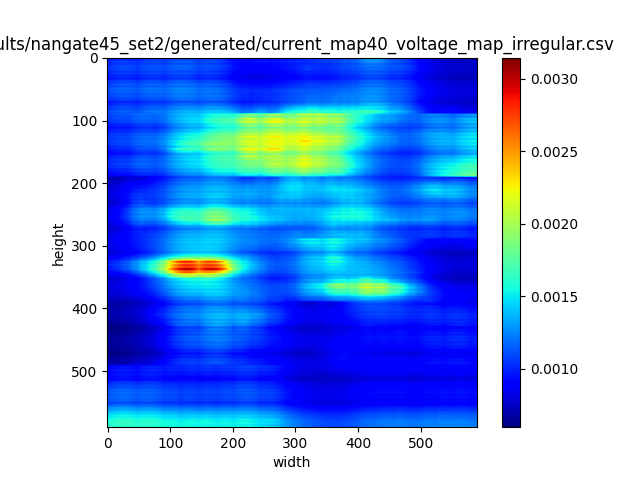 ults/nangate45_set2/generated/current_map40_voltage_map_irregular.csv
0
100
200
300
400
500
height
0 100 200 300 400 500
width
0.0030
0.0025
0.0020
0.0015
0.0010